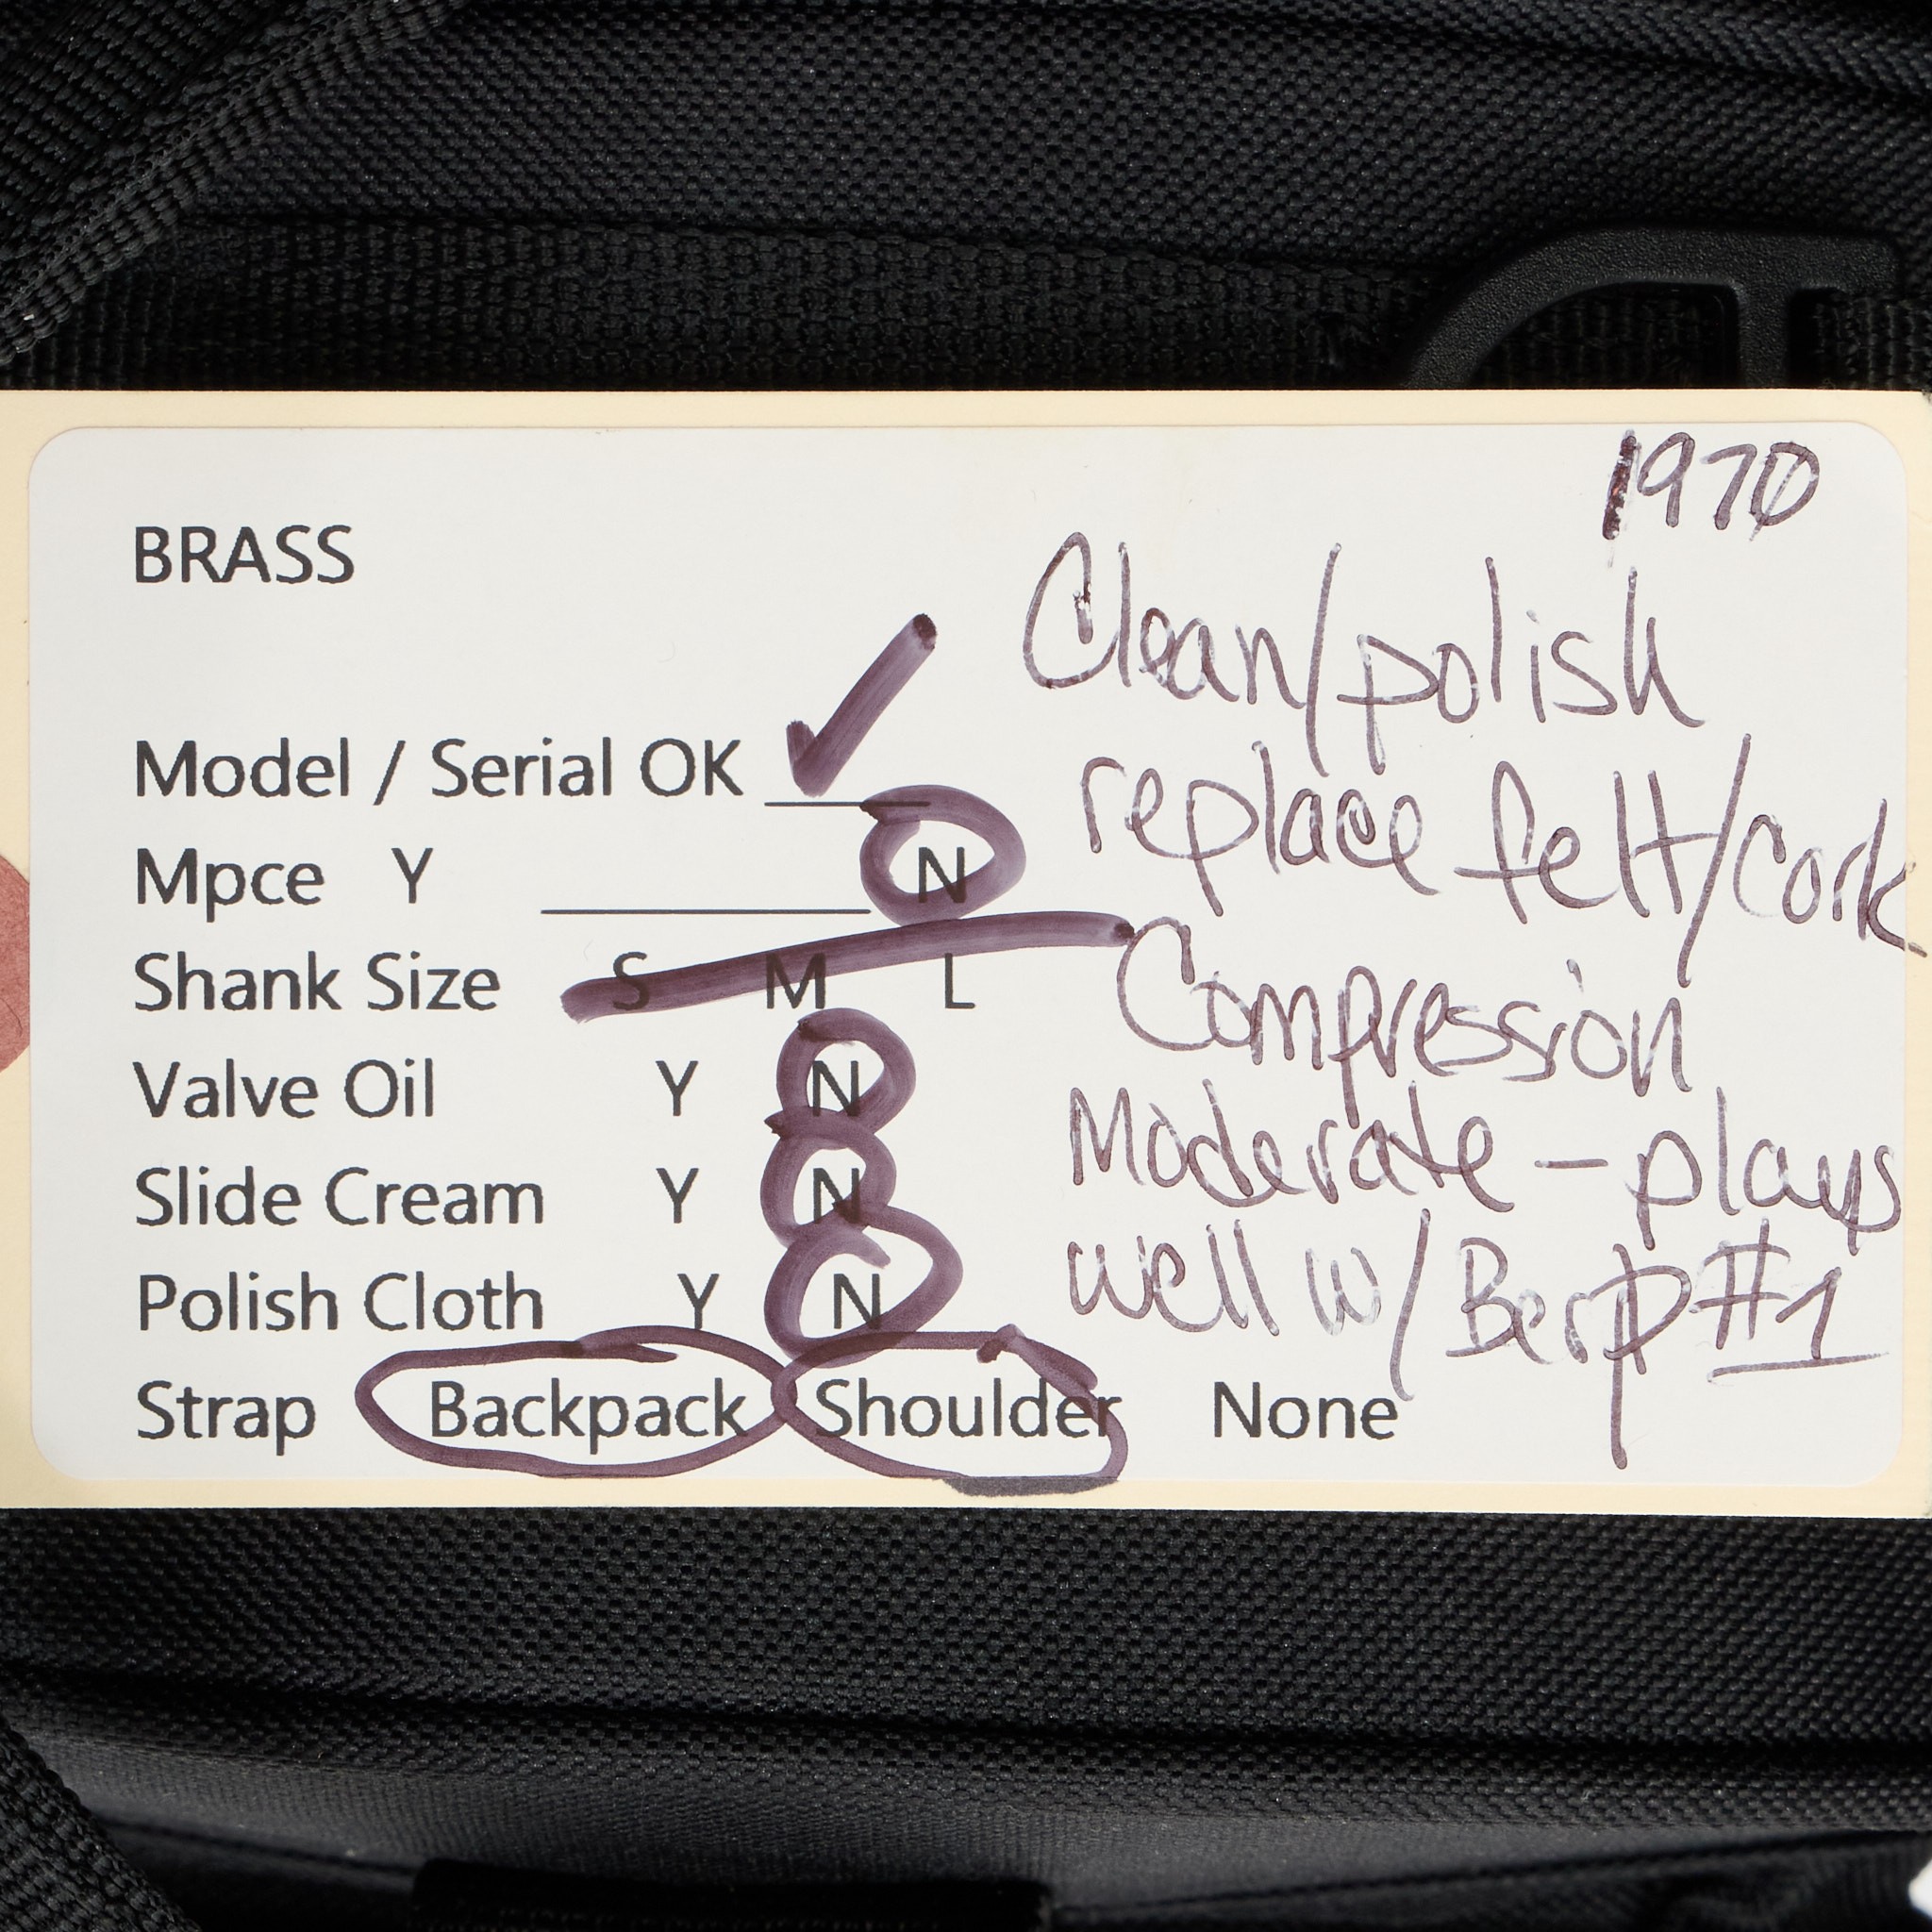 1970
BRASS
Clean/polish
replace felt/cork
Compression
Moderate - plays
well w/ Berp #1
Model / Serial OK ✓
Mpce Y N
Shank Size S M L
Valve Oil Y N
Slide Cream Y N
Polish Cloth Y N
Strap Backpack Shoulder None